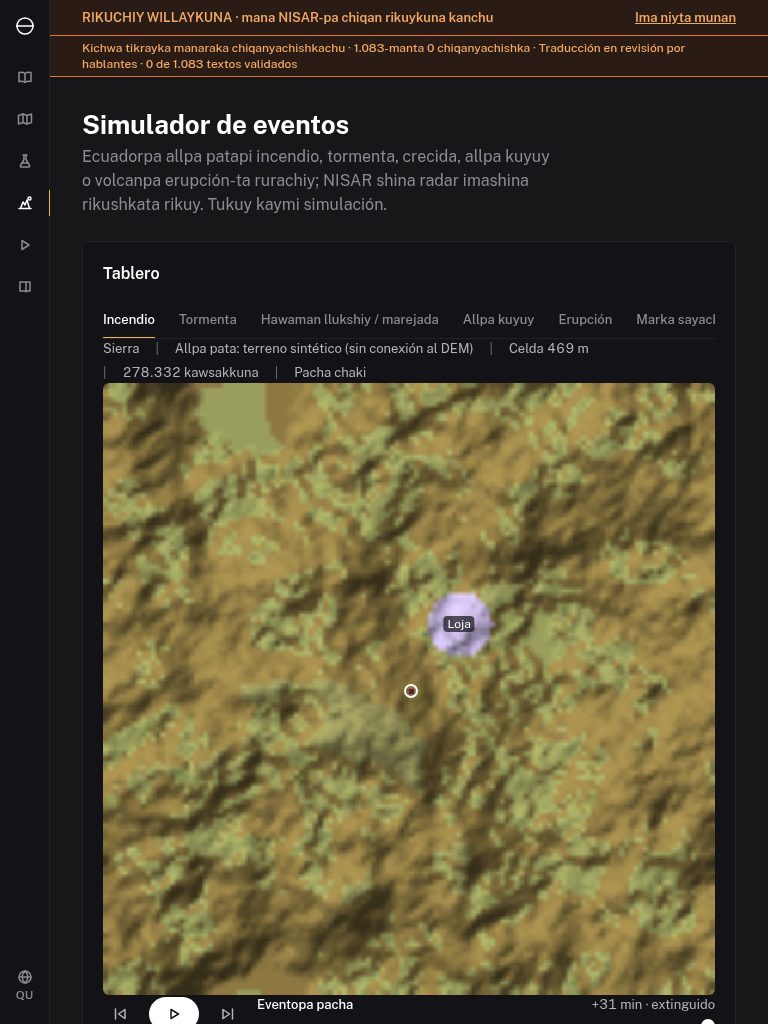 RIKUCHIY WILLAYKUNA · mana NISAR-pa chiqan rikuykuna kanchu
Ima niyta munan
Kichwa tikrayka manaraka chiqanyachishkachu · 1.083-manta 0 chiqanyachishka · Traducción en revisión por
hablantes · 0 de 1.083 textos validados
Simulador de eventos
Ecuadorpa allpa patapi incendio, tormenta, crecida, allpa kuyuy
o volcanpa erupción-ta rurachiy; NISAR shina radar imashina
rikushkata rikuy. Tukuy kaymi simulación.
Tablero
Incendio Tormenta Hawaman llukshiy / marejada Allpa kuyuy Erupción Marka sayacl
Sierra | Allpa pata: terreno sintético (sin conexión al DEM) | Celda 469 m
| 278.332 kawsakkuna | Pacha chaki
Loja
Eventopa pacha
+31 min · extinguido
QU